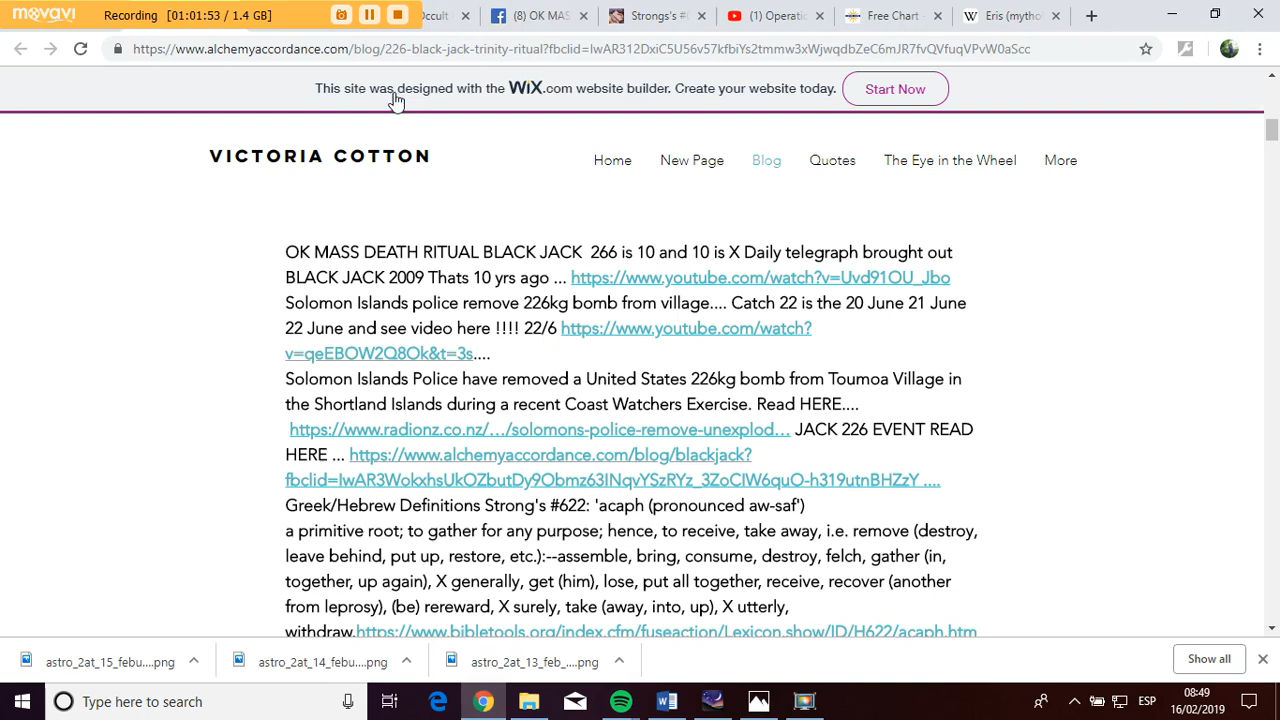 movavi
Recording [01:01:53 / 1.4 GB]
Occult
(8) OK MAS
Strongs's #
(1) Operati
Free Chart -
Eris (mythol
https://www.alchemyaccordance.com/blog/226-black-jack-trinity-ritual?fbclid=IwAR312DxiC5U56v57kfbiYs2tmmw3xWjwqdbZeC6mJR7fvQVfuqVPvW0aScc
This site was designed with the WiX.com website builder. Create your website today.
Start Now
VICTORIA COTTON
Home New Page Blog Quotes The Eye in the Wheel More
OK MASS DEATH RITUAL BLACK JACK 266 is 10 and 10 is X Daily telegraph brought out
BLACK JACK 2009 Thats 10 yrs ago ... https://www.youtube.com/watch?v=Uvd91OU_Jbo
Solomon Islands police remove 226kg bomb from village.... Catch 22 is the 20 June 21 June
22 June and see video here !!!! 22/6 https://www.youtube.com/watch?
v=qeEBOW2Q8Ok&t=3s....
Solomon Islands Police have removed a United States 226kg bomb from Toumoa Village in
the Shortland Islands during a recent Coast Watchers Exercise. Read HERE....
https://www.radionz.co.nz/…/solomons-police-remove-unexplod… JACK 226 EVENT READ
HERE ... https://www.alchemyaccordance.com/blog/blackjack?
fbclid=IwAR3WokxhsUkOZbutDy9Obmz63INqvYSzRYz_3ZoClW6quO-h319utnBHZzY ....
Greek/Hebrew Definitions Strong's #622: 'acaph (pronounced aw-saf')
a primitive root; to gather for any purpose; hence, to receive, take away, i.e. remove (destroy,
leave behind, put up, restore, etc.):--assemble, bring, consume, destroy, felch, gather (in,
together, up again), X generally, get (him), lose, put all together, receive, recover (another
from leprosy), (be) rereward, X surely, take (away, into, up), X utterly,
withdraw.https://www.bibletools.org/index.cfm/fuseaction/Lexicon.show/ID/H622/acaph.htm
astro_2at_15_febu....png
astro_2at_14_febu....png
astro_2at_13_feb_....png
Show all
Type here to search
ESP
08:49
16/02/2019